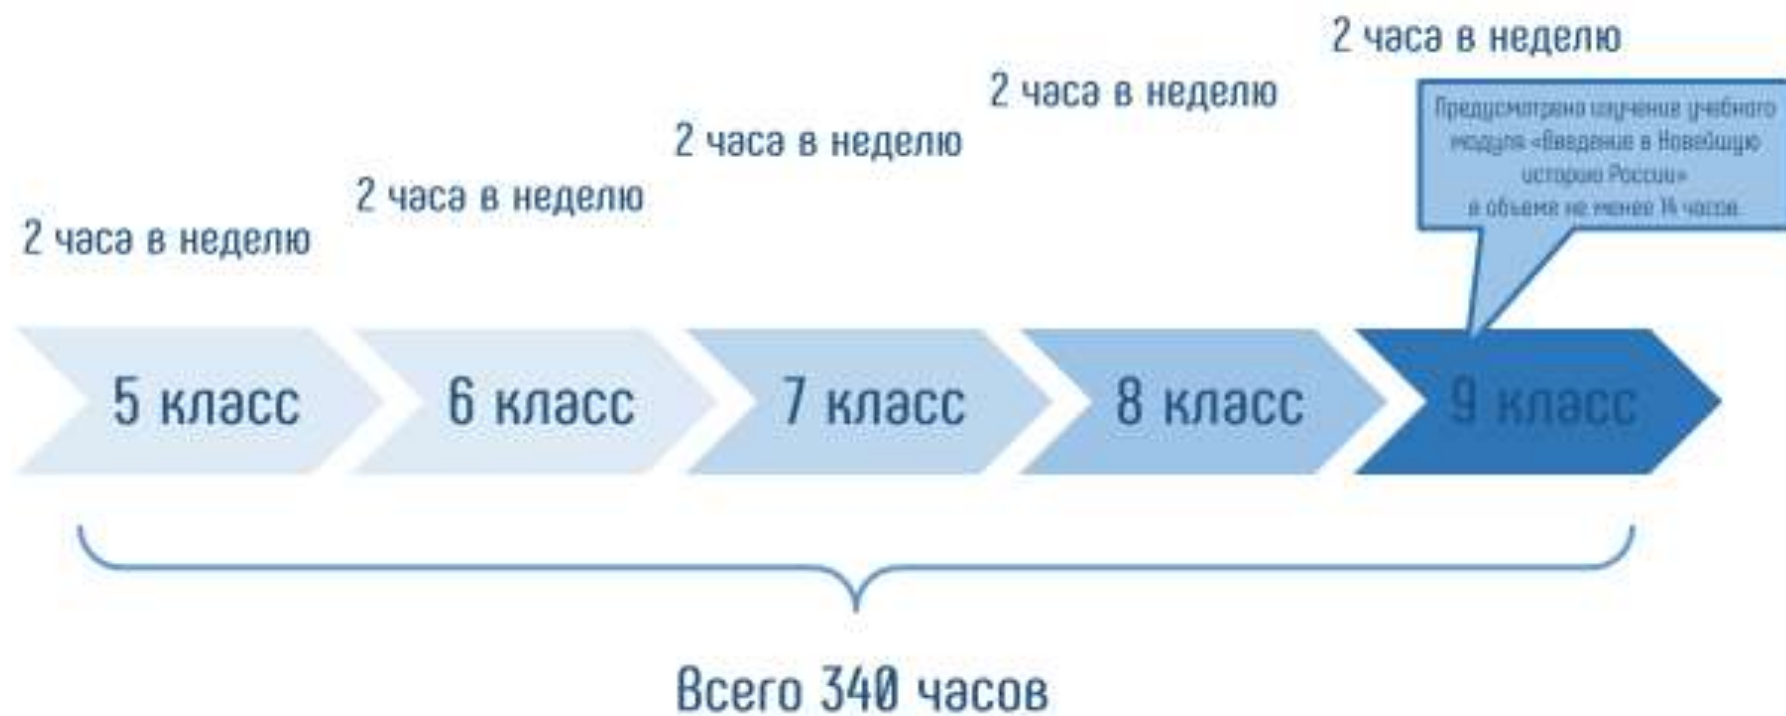 2 часа в неделю
2 часа в неделю
2 часа в неделю
2 часа в неделю
2 часа в неделю
Предусмотрено изучение учебного
модуля «Введение в Новейшую
историю России»
в объеме не менее 14 часов.
5 класс
6 класс
7 класс
8 класс
9 класс
Всего 340 часов